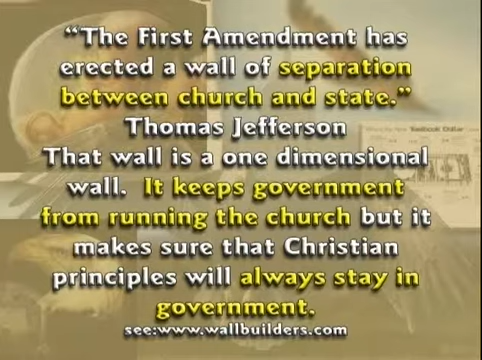 “The First Amendment has
erected a wall of separation
between church and state.”
Thomas Jefferson
That wall is a one dimensional
wall. It keeps government
from running the church but it
makes sure that Christian
principles will always stay in
government.
see:www.wallbuilders.com